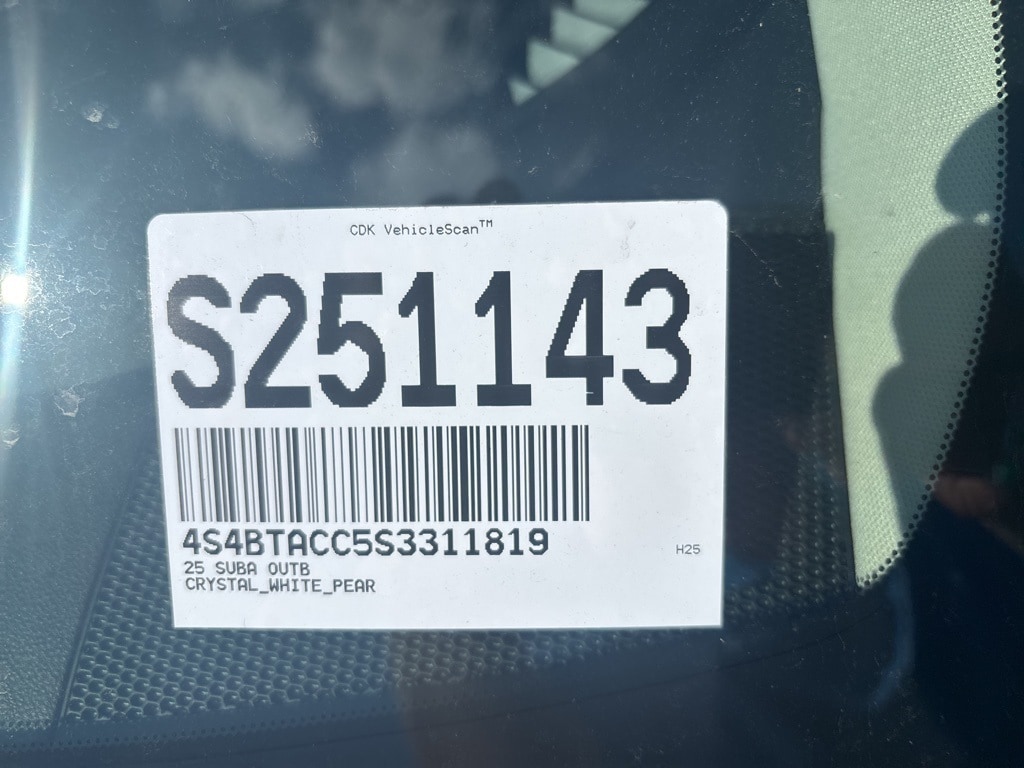 CDK VehicleScan™
S251143
4S4BTACC5S3311819
H25
25 SUBA OUTB
CRYSTAL_WHITE_PEAR